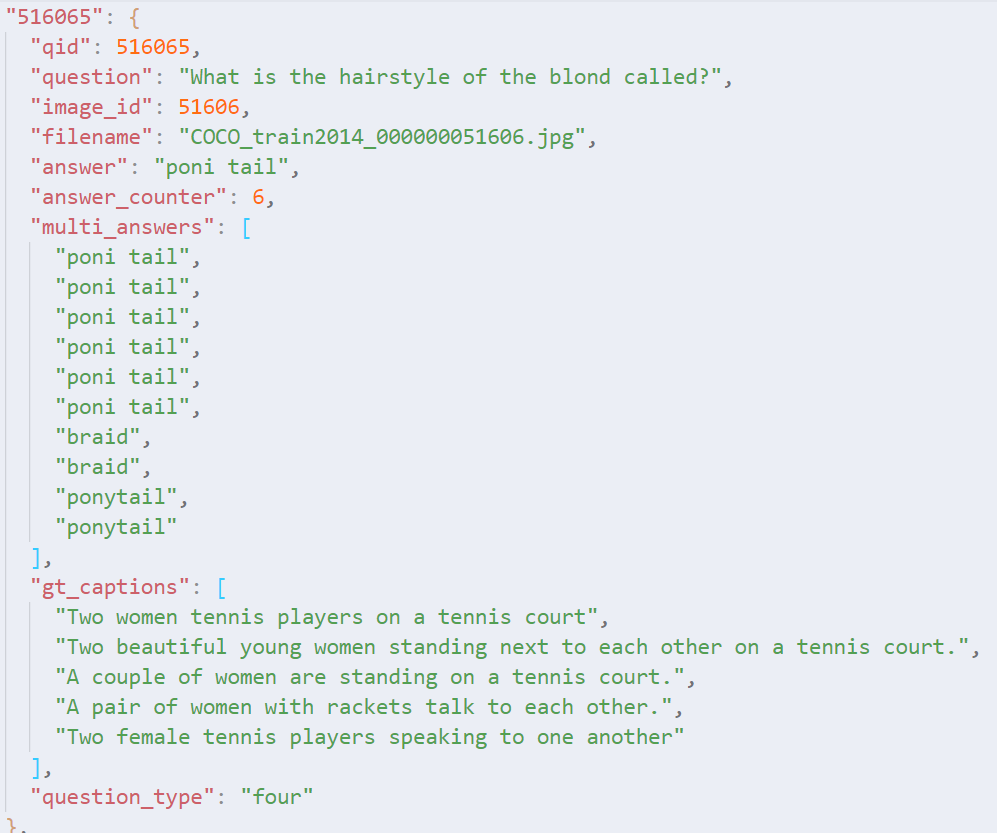 "516065": {
"qid": 516065,
"question": "What is the hairstyle of the blond called?",
"image_id": 51606,
"filename": "COCO_train2014_000000051606.jpg",
"answer": "poni tail",
"answer_counter": 6,
"multi_answers": [
"poni tail",
"poni tail",
"poni tail",
"poni tail",
"poni tail",
"poni tail",
"braid",
"braid",
"ponytail",
"ponytail"
],
"gt_captions": [
"Two women tennis players on a tennis court",
"Two beautiful young women standing next to each other on a tennis court.",
"A couple of women are standing on a tennis court.",
"A pair of women with rackets talk to each other.",
"Two female tennis players speaking to one another"
],
"question_type": "four"
},